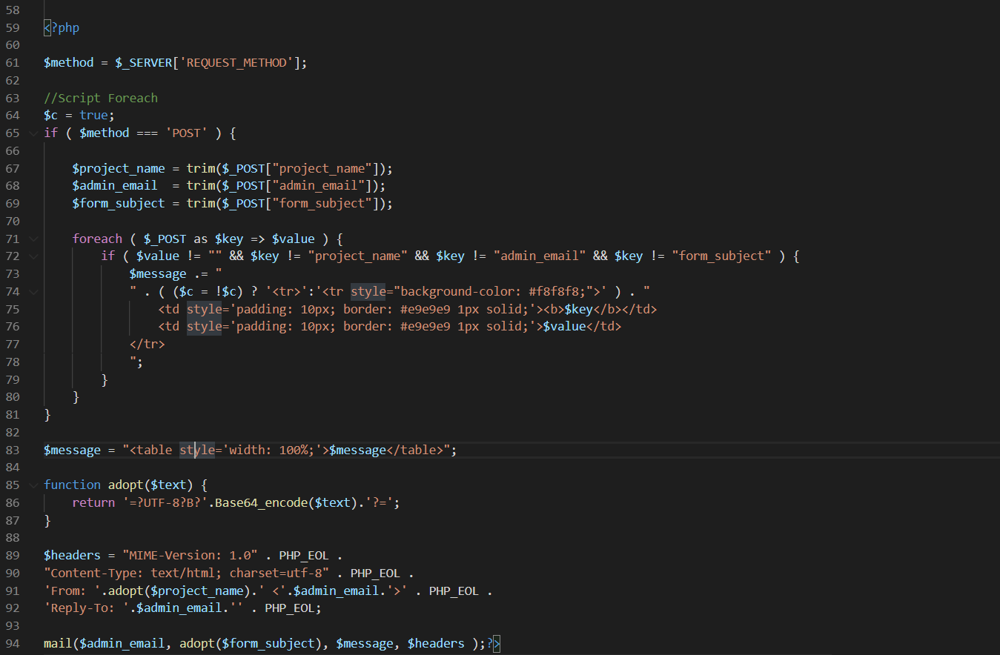 58
59 <?php
60
61 $method = $_SERVER['REQUEST_METHOD'];
62
63 //Script Foreach
64 $c = true;
65 if ( $method === 'POST' ) {
66
67     $project_name = trim($_POST["project_name"]);
68     $admin_email  = trim($_POST["admin_email"]);
69     $form_subject = trim($_POST["form_subject"]);
70
71     foreach ( $_POST as $key => $value ) {
72         if ( $value != "" && $key != "project_name" && $key != "admin_email" && $key != "form_subject" ) {
73             $message .= "
74             " . ( ($c = !$c) ? '<tr>':'<tr style="background-color: #f8f8f8;">' ) . "
75                 <td style='padding: 10px; border: #e9e9e9 1px solid;'><b>$key</b></td>
76                 <td style='padding: 10px; border: #e9e9e9 1px solid;'>$value</td>
77             </tr>
78             ";
79         }
80     }
81 }
82
83 $message = "<table style='width: 100%;'>$message</table>";
84
85 function adopt($text) {
86     return '=?UTF-8?B?'.Base64_encode($text).'?=';
87 }
88
89 $headers = "MIME-Version: 1.0" . PHP_EOL .
90 "Content-Type: text/html; charset=utf-8" . PHP_EOL .
91 'From: '.adopt($project_name).' <'.$admin_email.'>' . PHP_EOL .
92 'Reply-To: '.$admin_email.'' . PHP_EOL;
93
94 mail($admin_email, adopt($form_subject), $message, $headers );?>